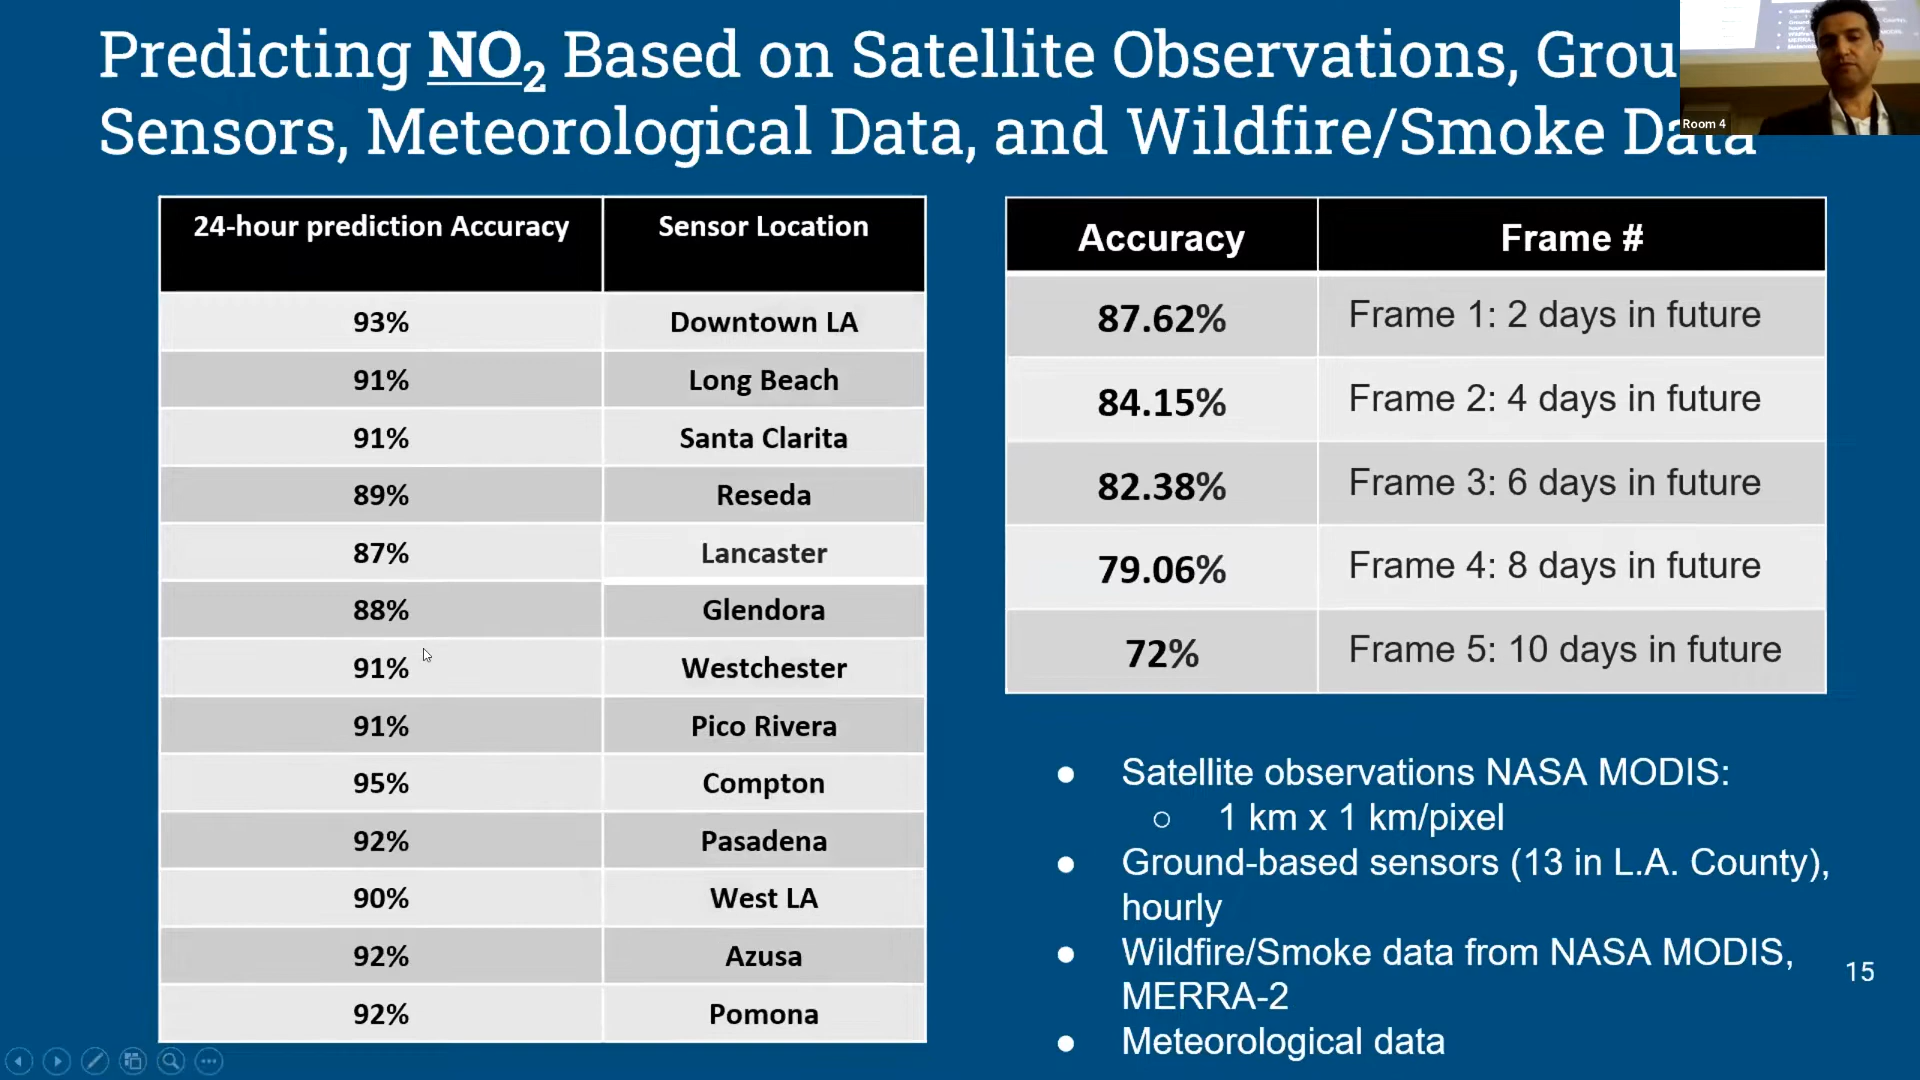 Predicting NO2 Based on Satellite Observations, Grou
Sensors, Meteorological Data, and Wildfire/Smoke Data
Room 4
24-hour prediction Accuracy Sensor Location
93% Downtown LA
91% Long Beach
91% Santa Clarita
89% Reseda
87% Lancaster
88% Glendora
91% Westchester
91% Pico Rivera
95% Compton
92% Pasadena
90% West LA
92% Azusa
92% Pomona
Accuracy Frame #
87.62% Frame 1: 2 days in future
84.15% Frame 2: 4 days in future
82.38% Frame 3: 6 days in future
79.06% Frame 4: 8 days in future
72% Frame 5: 10 days in future
● Satellite observations NASA MODIS:
○ 1 km x 1 km/pixel
● Ground-based sensors (13 in L.A. County),
hourly
● Wildfire/Smoke data from NASA MODIS,
MERRA-2
● Meteorological data
15